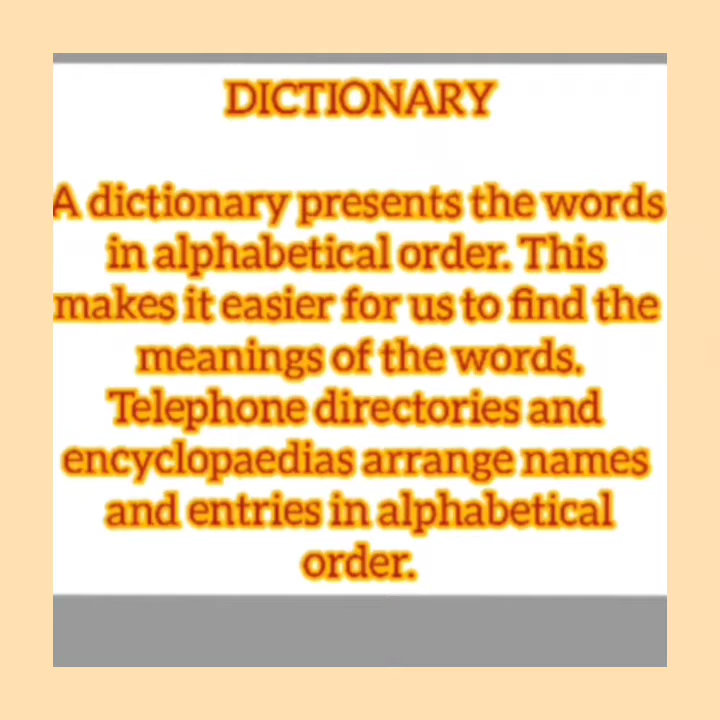 DICTIONARY
A dictionary presents the words
in alphabetical order. This
makes it easier for us to find the
meanings of the words.
Telephone directories and
encyclopaedias arrange names
and entries in alphabetical
order.